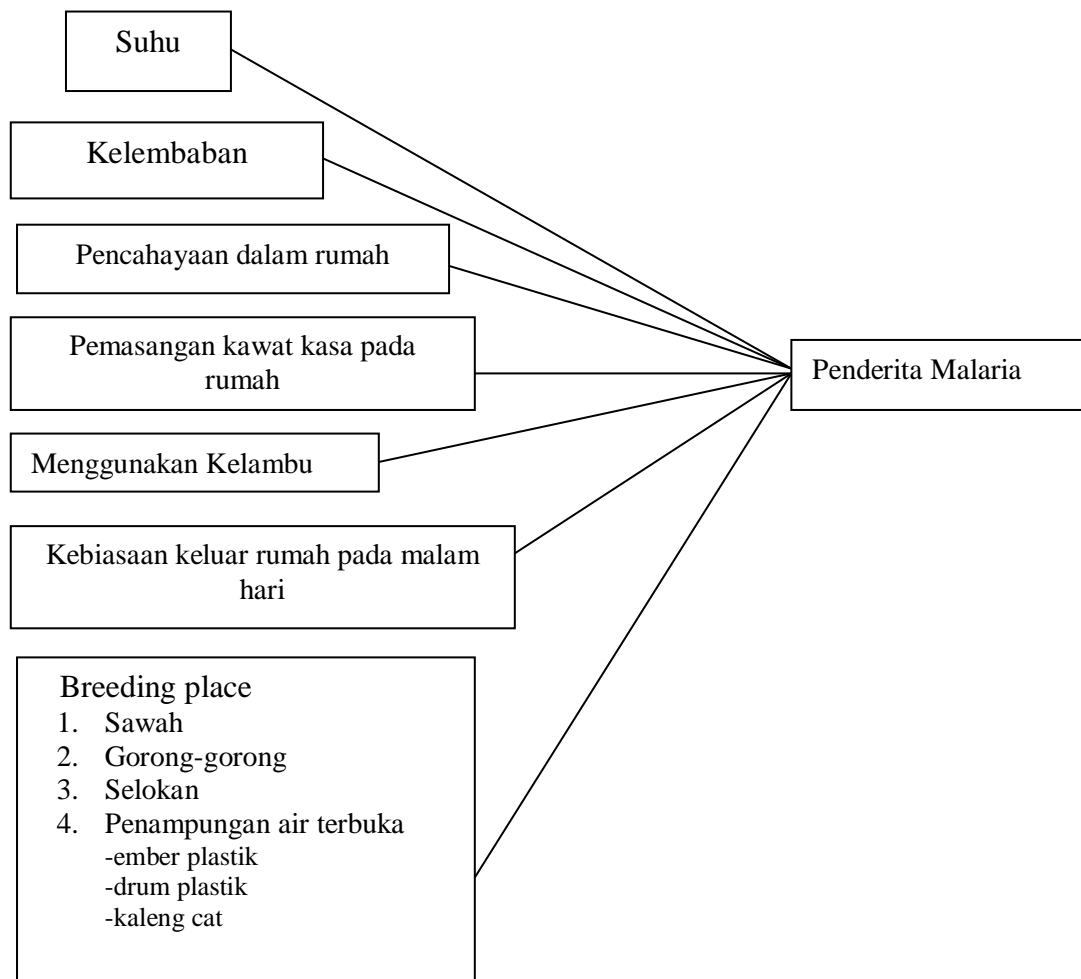 Suhu
Kelembaban
Pencahayaan dalam rumah
Pemasangan kawat kasa pada
rumah
Penderita Malaria
Menggunakan Kelambu
Kebiasaan keluar rumah pada malam
hari
Breeding place
1. Sawah
2. Gorong-gorong
3. Selokan
4. Penampungan air terbuka
-ember plastik
-drum plastik
-kaleng cat